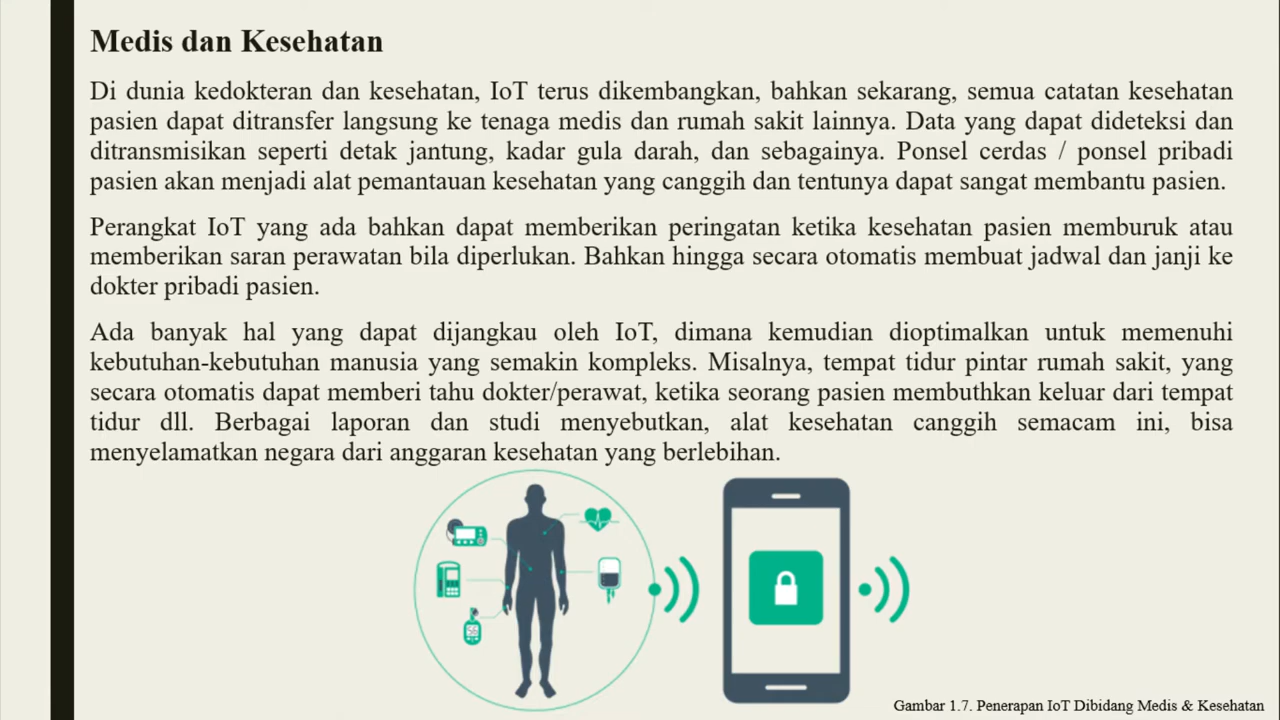 Medis dan Kesehatan
Di dunia kedokteran dan kesehatan, IoT terus dikembangkan, bahkan sekarang, semua catatan kesehatan
pasien dapat ditransfer langsung ke tenaga medis dan rumah sakit lainnya. Data yang dapat dideteksi dan
ditransmisikan seperti detak jantung, kadar gula darah, dan sebagainya. Ponsel cerdas / ponsel pribadi
pasien akan menjadi alat pemantauan kesehatan yang canggih dan tentunya dapat sangat membantu pasien.
Perangkat IoT yang ada bahkan dapat memberikan peringatan ketika kesehatan pasien memburuk atau
memberikan saran perawatan bila diperlukan. Bahkan hingga secara otomatis membuat jadwal dan janji ke
dokter pribadi pasien.
Ada banyak hal yang dapat dijangkau oleh IoT, dimana kemudian dioptimalkan untuk memenuhi
kebutuhan-kebutuhan manusia yang semakin kompleks. Misalnya, tempat tidur pintar rumah sakit, yang
secara otomatis dapat memberi tahu dokter/perawat, ketika seorang pasien membuthkan keluar dari tempat
tidur dll. Berbagai laporan dan studi menyebutkan, alat kesehatan canggih semacam ini, bisa
menyelamatkan negara dari anggaran kesehatan yang berlebihan.
Gambar 1.7. Penerapan IoT Dibidang Medis & Kesehatan